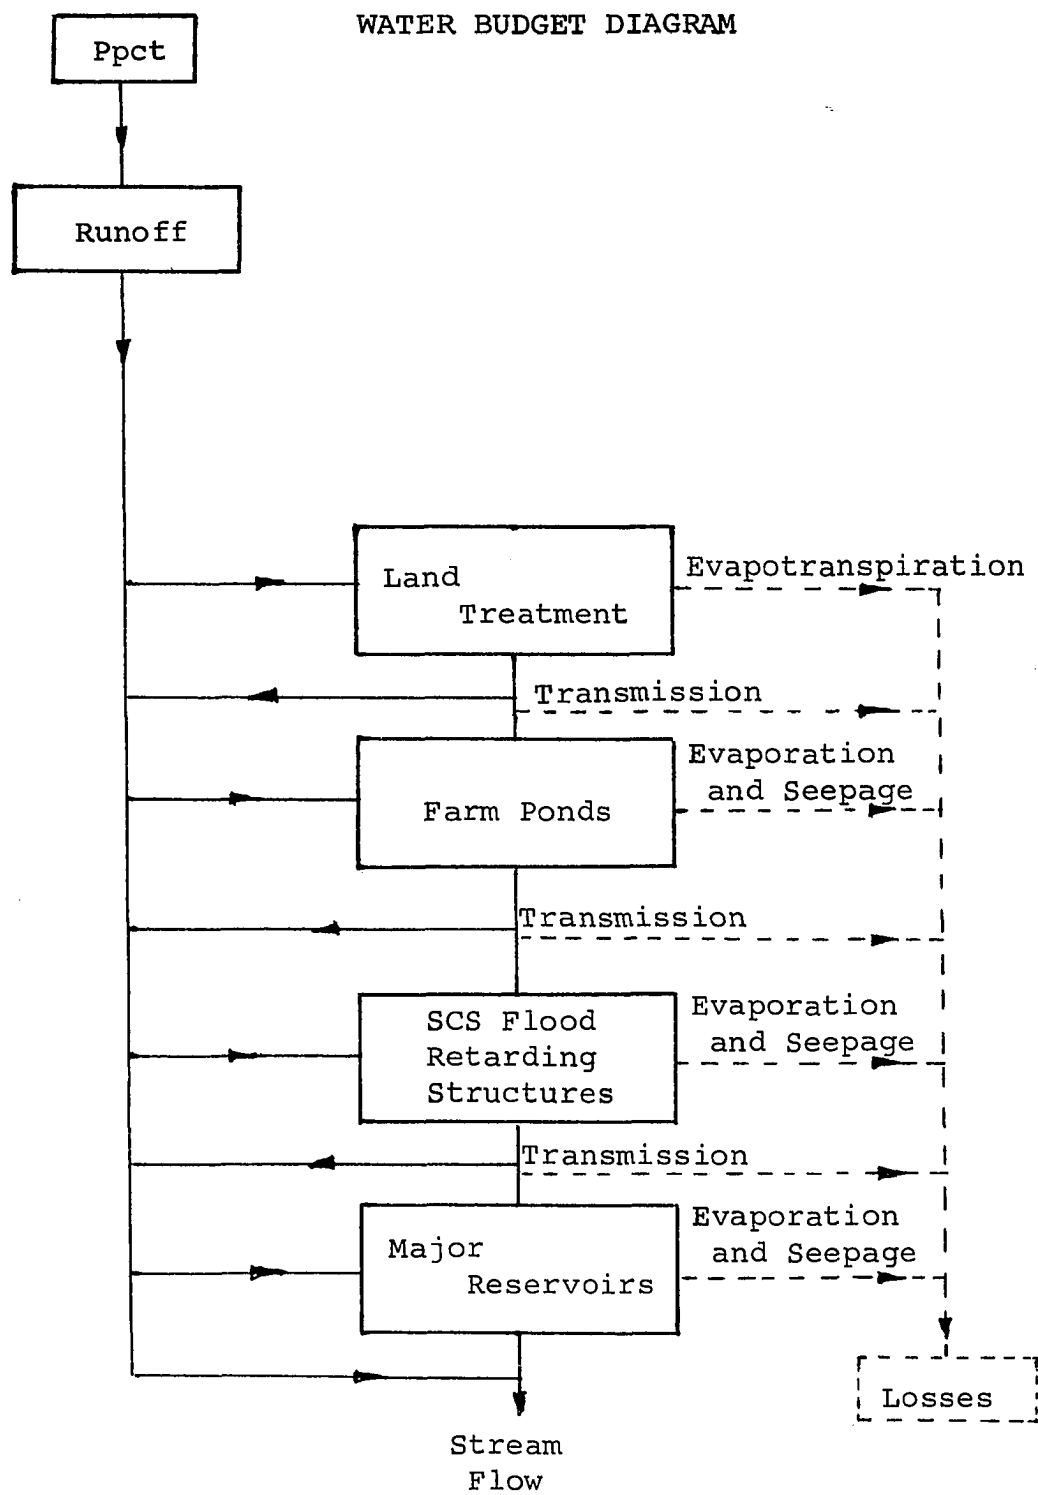 WATER BUDGET DIAGRAM
Ppct
Runoff
Land
Treatment
Evapotranspiration
Transmission
Farm Ponds
Evaporation
and Seepage
Transmission
SCS Flood
Retarding
Structures
Evaporation
and Seepage
Transmission
Major
Reservoirs
Evaporation
and Seepage
Losses
Stream
Flow